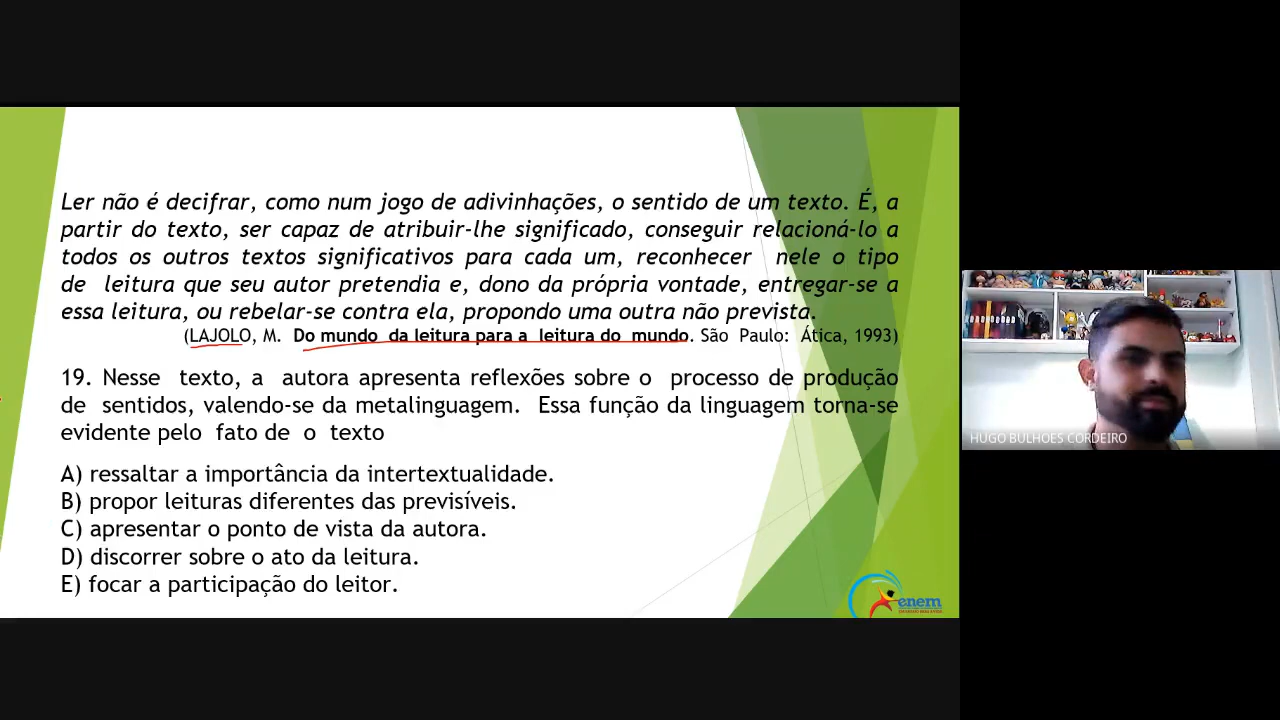 Ler não é decifrar, como num jogo de adivinhações, o sentido de um texto. É, a
partir do texto, ser capaz de atribuir-lhe significado, conseguir relacioná-lo a
todos os outros textos significativos para cada um, reconhecer nele o tipo
de leitura que seu autor pretendia e, dono da própria vontade, entregar-se a
essa leitura, ou rebelar-se contra ela, propondo uma outra não prevista.
(LAJOLO, M. Do mundo da leitura para a leitura do mundo. São Paulo: Ática, 1993)
19. Nesse texto, a autora apresenta reflexões sobre o processo de produção
de sentidos, valendo-se da metalinguagem. Essa função da linguagem torna-se
evidente pelo fato de o texto
A) ressaltar a importância da intertextualidade.
B) propor leituras diferentes das previsíveis.
C) apresentar o ponto de vista da autora.
D) discorrer sobre o ato da leitura.
E) focar a participação do leitor.
enem
HUGO BULHOES CORDEIRO